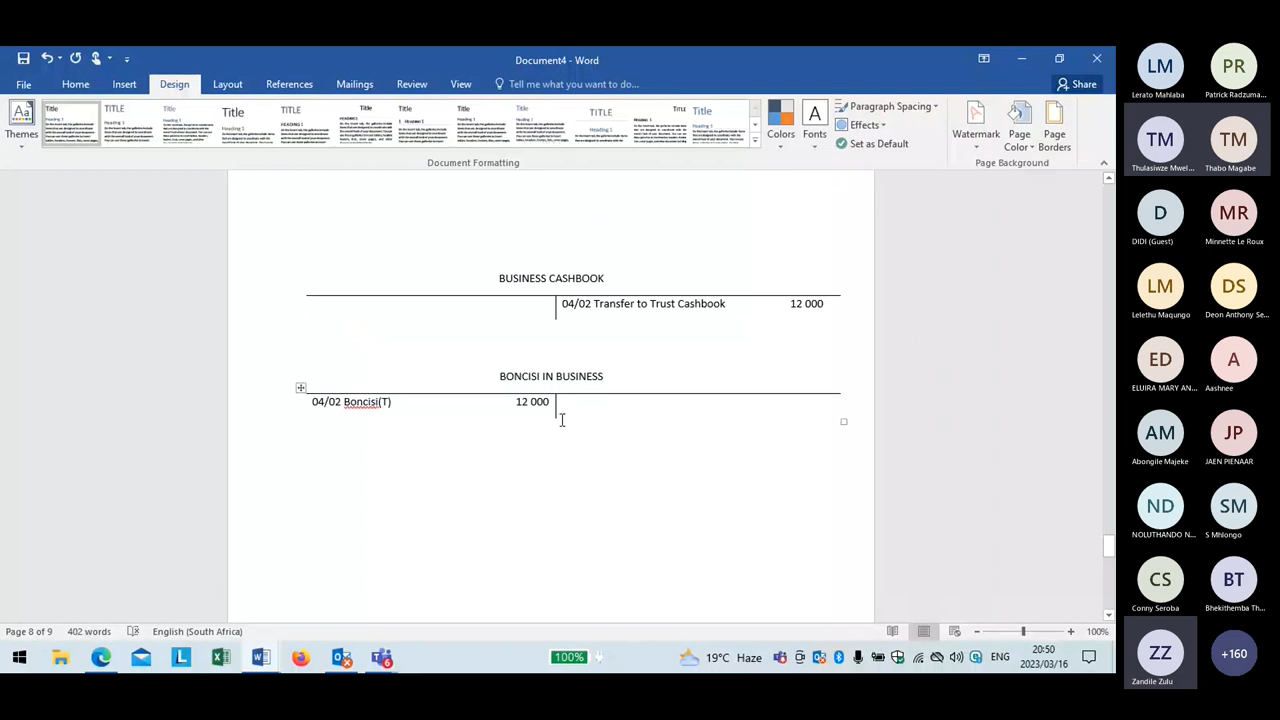 Document4 - Word
File Home Insert Design Layout References Mailings Review View Tell me what you want to do... Share
Themes
Colors Fonts
Paragraph Spacing
Effects
Set as Default
Watermark
Page Color
Page Borders
Document Formatting
Page Background
BUSINESS CASHBOOK
04/02 Transfer to Trust Cashbook 12 000
BONCISI IN BUSINESS
04/02 Boncisi(T) 12 000
Page 8 of 9 402 words English (South Africa) 100%
100% 19°C Haze ENG 20:50
2023/03/16
LM PR
Lerato Mahlaba Patrick Radzuma...
TM TM
Thulasizwe Mwel... Thabo Magabe
D MR
DIDI (Guest) Minnette Le Roux
LM DS
Lelethu Maqungo Deon Anthony Se...
ED A
ELUIRA MARY AN... Aashnee
AM JP
Abongile Majeke JAEN PIENAAR
ND SM
NOLUTHANDO N... S Mhlongo
CS BT
Conny Seroba Bhekithemba Th...
ZZ +160
Zandile Zulu